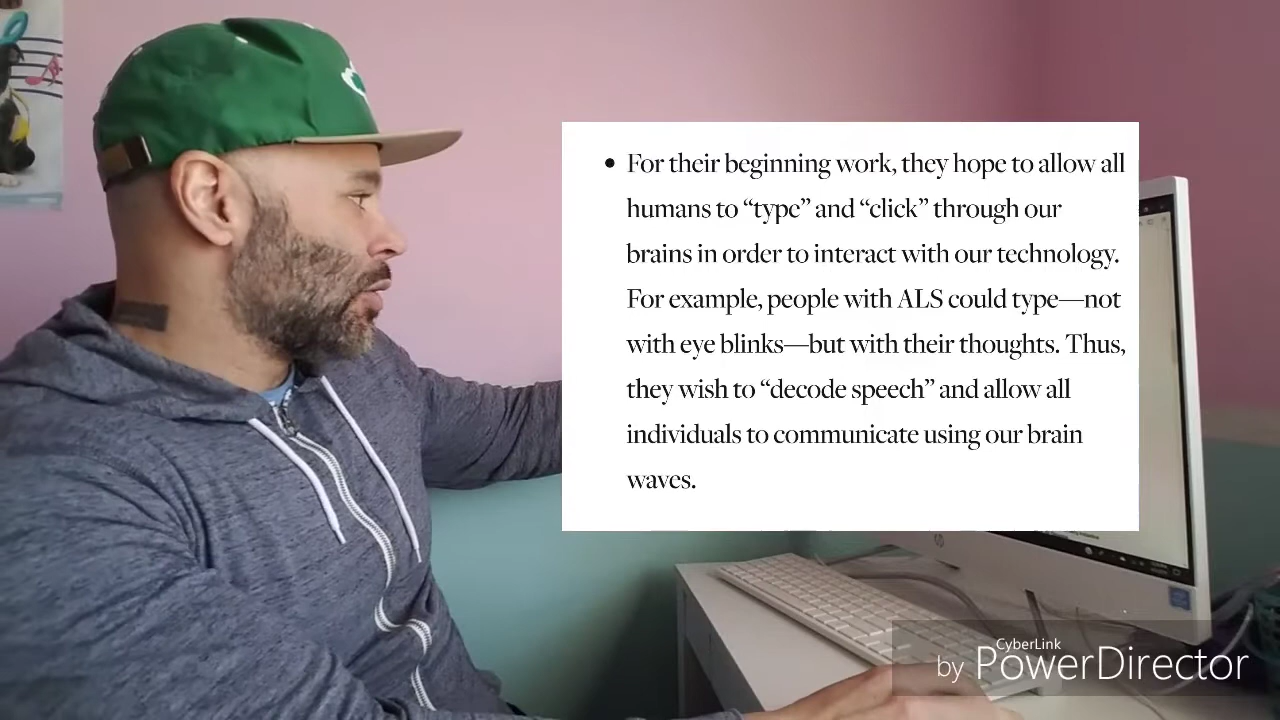 • For their beginning work, they hope to allow all
humans to “type” and “click” through our
brains in order to interact with our technology.
For example, people with ALS could type—not
with eye blinks—but with their thoughts. Thus,
they wish to “decode speech” and allow all
individuals to communicate using our brain
waves.
hp
CyberLink
by PowerDirector